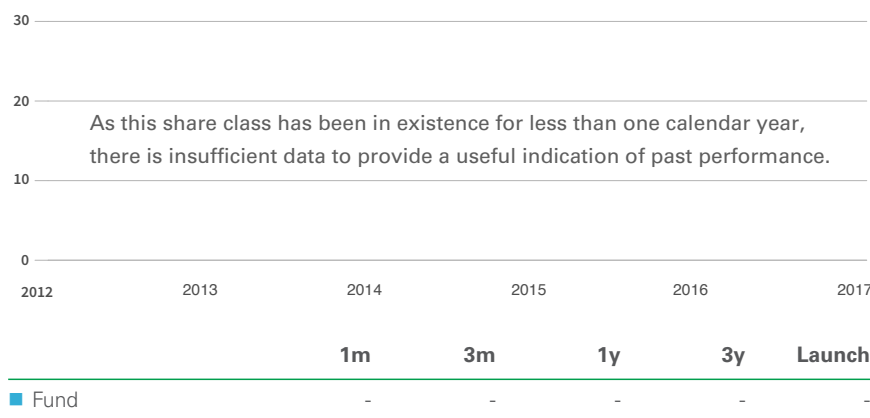 30
20
As this share class has been in existence for less than one calendar year,
there is insufficient data to provide a useful indication of past performance.
10
0
2012 2013 2014 2015 2016 2017
1m 3m 1y 3y Launch
Fund - - - - -